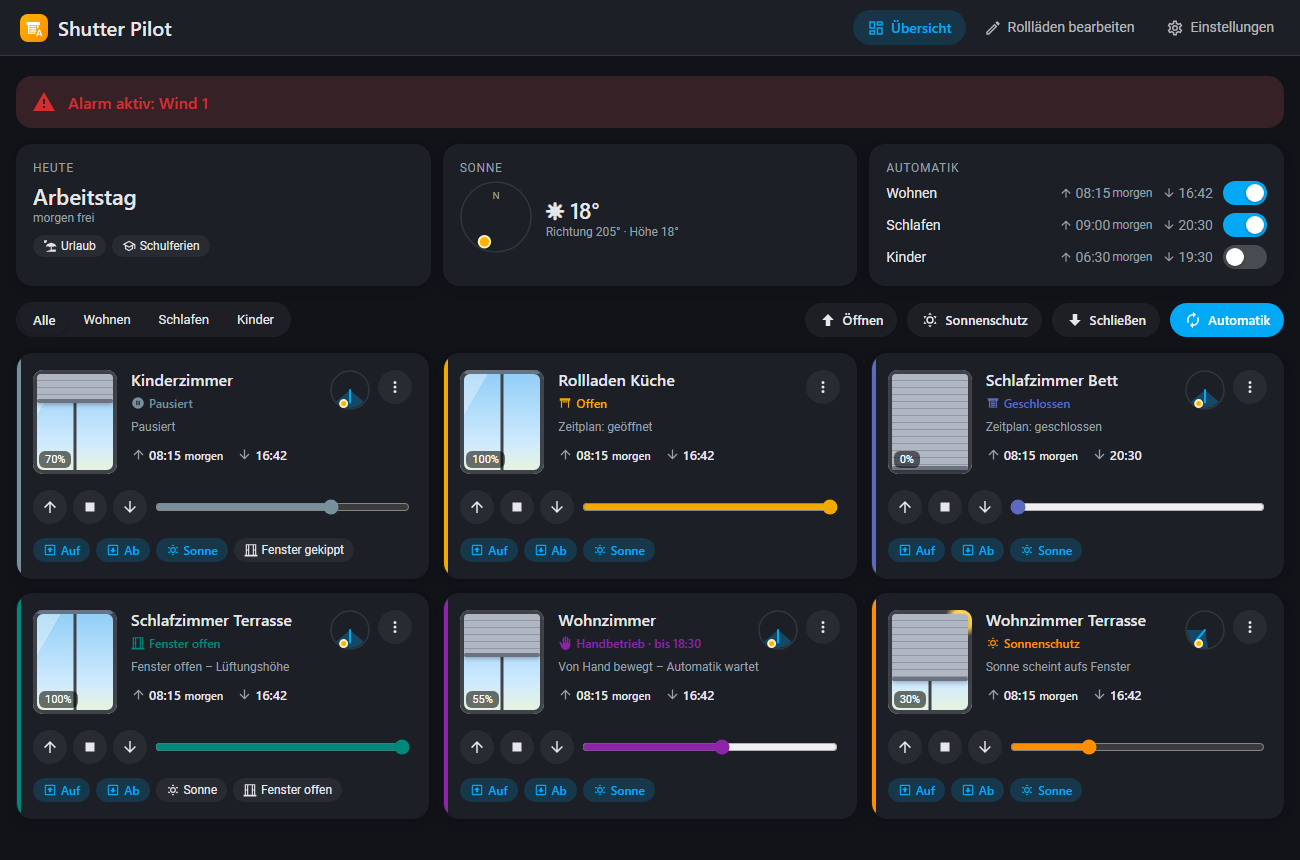 Shutter Pilot
Übersicht
Rollläden bearbeiten
Einstellungen
Alarm aktiv: Wind 1
HEUTE
Arbeitstag
morgen frei
Urlaub
Schulferien
SONNE
N
18°
Richtung 205° · Höhe 18°
AUTOMATIK
Wohnen ↑ 08:15 morgen ↓ 16:42
Schlafen ↑ 09:00 morgen ↓ 20:30
Kinder ↑ 06:30 morgen ↓ 19:30
Alle Wohnen Schlafen Kinder
Öffnen Sonnenschutz Schließen Automatik
Kinderzimmer
Pausiert
Pausiert
↑ 08:15 morgen ↓ 16:42
70%
Auf Ab Sonne Fenster gekippt
Rollladen Küche
Offen
Zeitplan: geöffnet
↑ 08:15 morgen ↓ 16:42
100%
Auf Ab Sonne
Schlafzimmer Bett
Geschlossen
Zeitplan: geschlossen
↑ 08:15 morgen ↓ 20:30
0%
Auf Ab Sonne
Schlafzimmer Terrasse
Fenster offen
Fenster offen – Lüftungshöhe
↑ 08:15 morgen ↓ 16:42
100%
Auf Ab Sonne Fenster offen
Wohnzimmer
Handbetrieb · bis 18:30
Von Hand bewegt – Automatik wartet
↑ 08:15 morgen ↓ 16:42
55%
Auf Ab Sonne
Wohnzimmer Terrasse
Sonnenschutz
Sonne scheint aufs Fenster
↑ 08:15 morgen ↓ 16:42
30%
Auf Ab Sonne